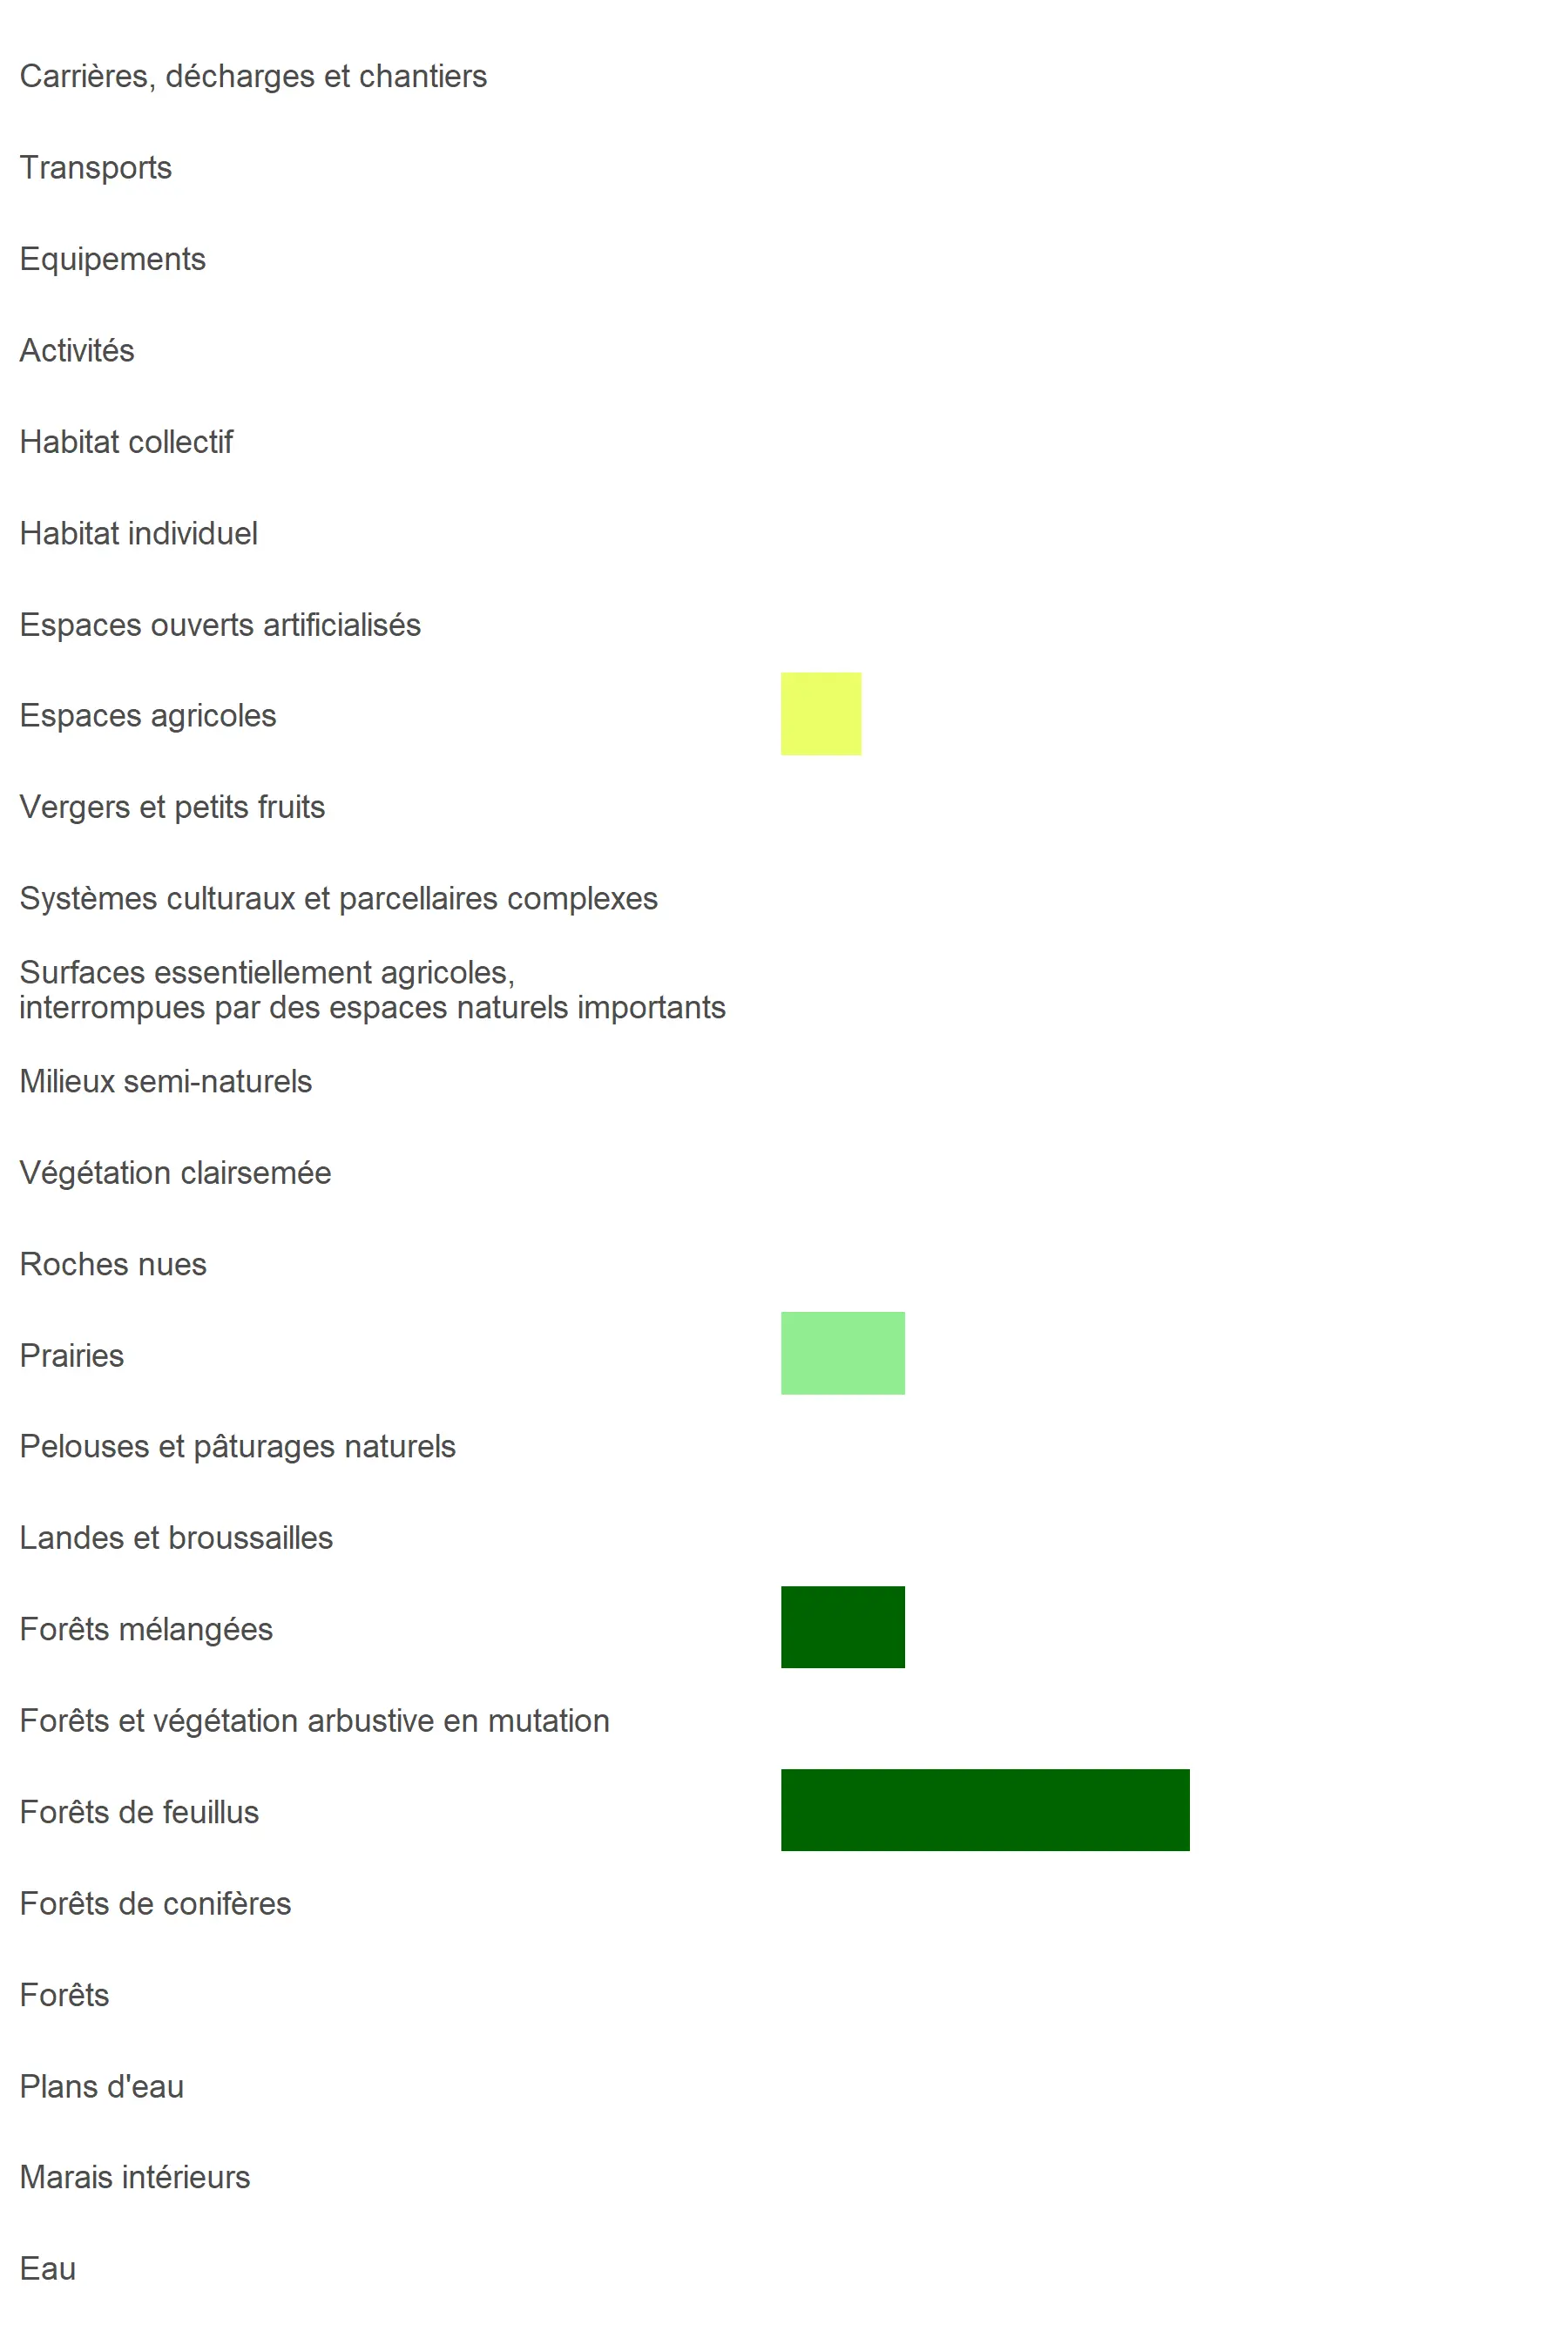 Carrières, décharges et chantiers
Transports
Equipements
Activités
Habitat collectif
Habitat individuel
Espaces ouverts artificialisés
Espaces agricoles
Vergers et petits fruits
Systèmes culturaux et parcellaires complexes
Surfaces essentiellement agricoles,
interrompues par des espaces naturels importants
Milieux semi-naturels
Végétation clairsemée
Roches nues
Prairies
Pelouses et pâturages naturels
Landes et broussailles
Forêts mélangées
Forêts et végétation arbustive en mutation
Forêts de feuillus
Forêts de conifères
Forêts
Plans d'eau
Marais intérieurs
Eau